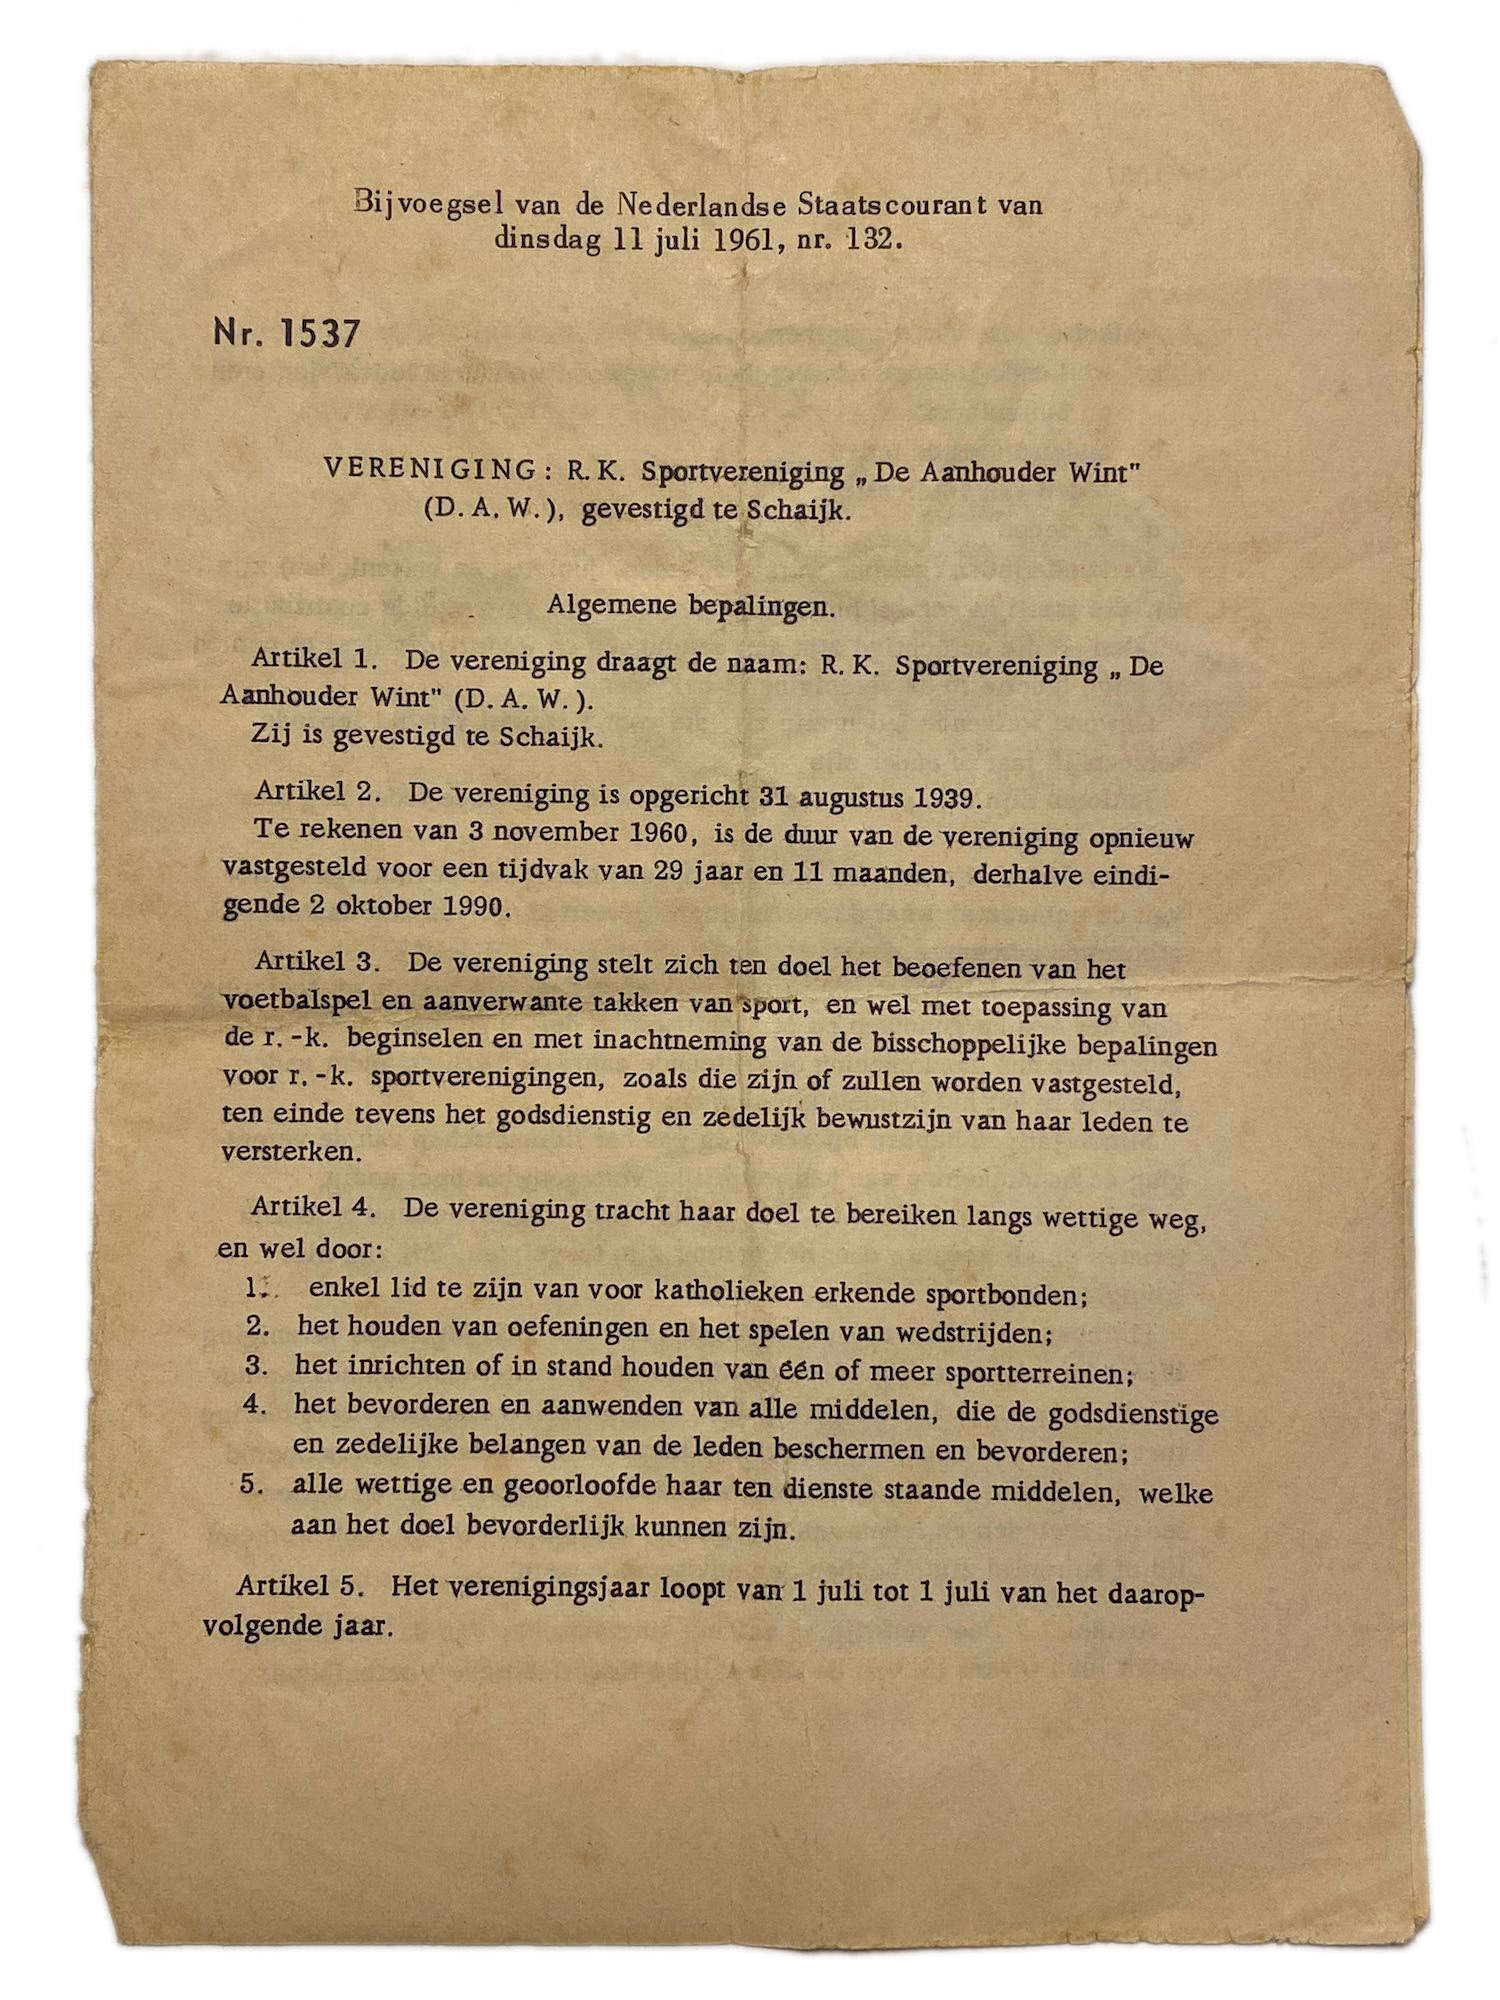 Bijvoegsel van de Nederlandse Staatscourant van
dinsdag 11 juli 1961, nr. 132.
Nr. 1537
VERENIGING: R.K. Sportvereniging „De Aanhouder Wint"
(D.A.W.), gevestigd te Schaijk.
Algemene bepalingen.
Artikel 1. De vereniging draagt de naam: R.K. Sportvereniging „De
Aanhouder Wint" (D.A.W.).
Zij is gevestigd te Schaijk.
Artikel 2. De vereniging is opgericht 31 augustus 1939.
Te rekenen van 3 november 1960, is de duur van de vereniging opnieuw
vastgesteld voor een tijdvak van 29 jaar en 11 maanden, derhalve eindi-
gende 2 oktober 1990.
Artikel 3. De vereniging stelt zich ten doel het beoefenen van het
voetbalspel en aanverwante takken van sport, en wel met toepassing van
de r.-k. beginselen en met inachtneming van de bisschoppelijke bepalingen
voor r.-k. sportverenigingen, zoals die zijn of zullen worden vastgesteld,
ten einde tevens het godsdienstig en zedelijk bewustzijn van haar leden te
versterken.
Artikel 4. De vereniging tracht haar doel te bereiken langs wettige weg,
en wel door:
1. enkel lid te zijn van voor katholieken erkende sportbonden;
2. het houden van oefeningen en het spelen van wedstrijden;
3. het inrichten of in stand houden van één of meer sportterreinen;
4. het bevorderen en aanwenden van alle middelen, die de godsdienstige
en zedelijke belangen van de leden beschermen en bevorderen;
5. alle wettige en geoorloofde haar ten dienste staande middelen, welke
aan het doel bevorderlijk kunnen zijn.
Artikel 5. Het verenigingsjaar loopt van 1 juli tot 1 juli van het daarop-
volgende jaar.